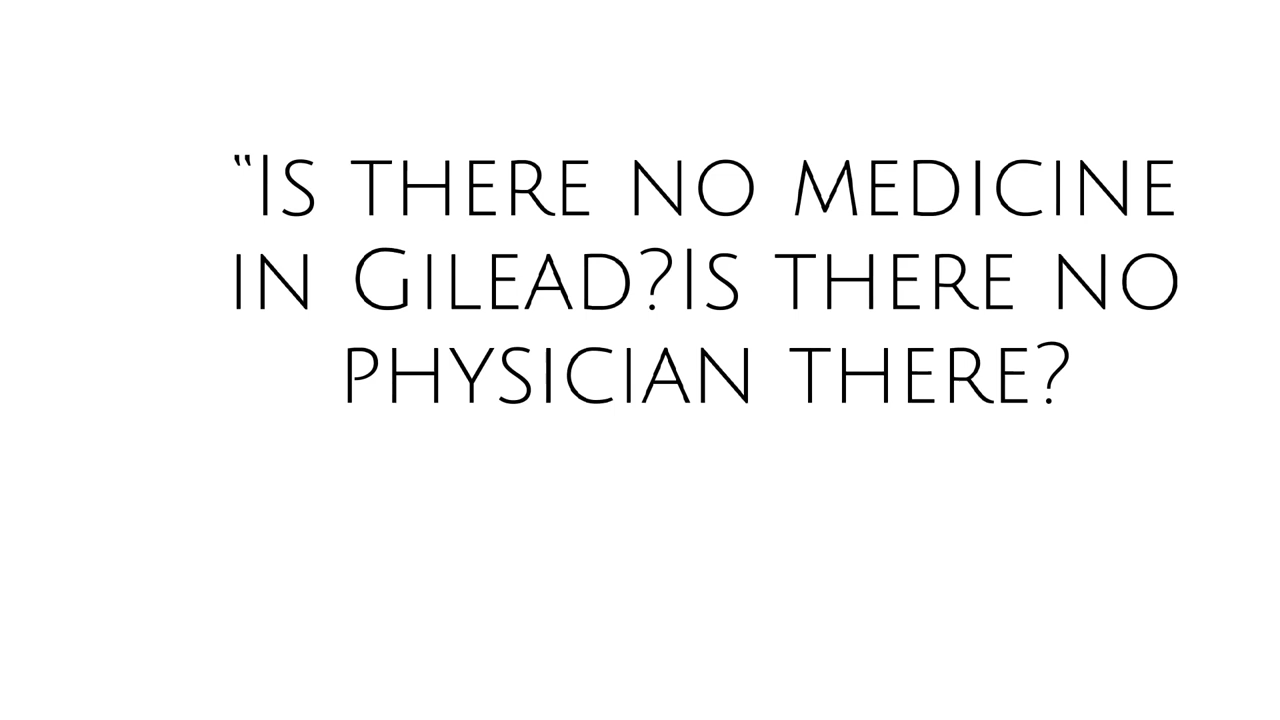 “Is there no medicine
in Gilead?Is there no
physician there?